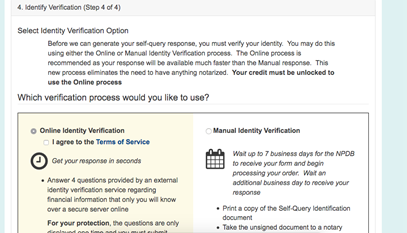 4. Identify Verification (Step 4 of 4)
Select Identity Verification Option
Before we can generate your self-query response, you must verify your identity. You may do this
using either the Online or Manual Identity Verification process. The Online process is
recommended as your response will be available much faster than the Manual response. This
new process eliminates the need to have anything notarized. Your credit must be unlocked to
use the Online process
Which verification process would you like to use?
Online Identity Verification
I agree to the Terms of Service
Get your response in seconds
• Answer 4 questions provided by an external
identity verification service regarding
financial information that only you will know
over a secure server online
For your protection, the questions are only
displayed one time and you must submit
Manual Identity Verification
Wait up to 7 business days for the NPDB
to receive your form and begin
processing your order. Wait an
additional business day to receive your
response
• Print a copy of the Self-Query Identification
document
• Take the unsigned document to a notary